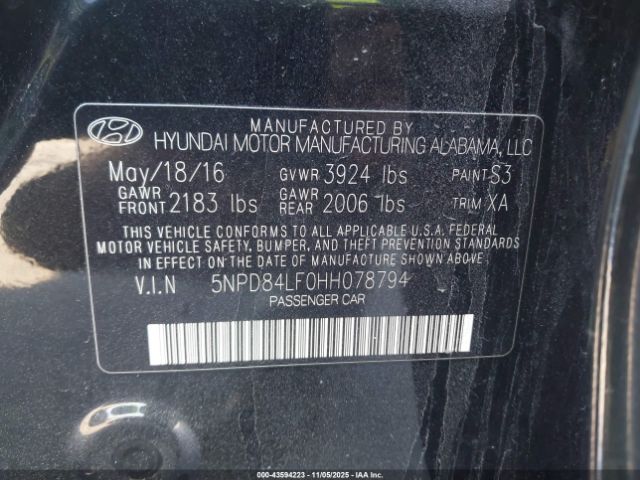 MANUFACTURED BY
HYUNDAI MOTOR MANUFACTURING ALABAMA, LLC
May/18/16 GVWR 3924 lbs PAINT S3
GAWR FRONT 2183 lbs GAWR REAR 2006 lbs TRIM XA
THIS VEHICLE CONFORMS TO ALL APPLICABLE U.S.A. FEDERAL
MOTOR VEHICLE SAFETY, BUMPER, AND THEFT PREVENTION
STANDARDS IN EFFECT ON THE DATE OF MANUFACTURE SHOWN ABOVE.
V.I.N 5NPD84LF0HH078794
PASSENGER CAR
000-43594223 - 11/05/2025 - IAAI.COM